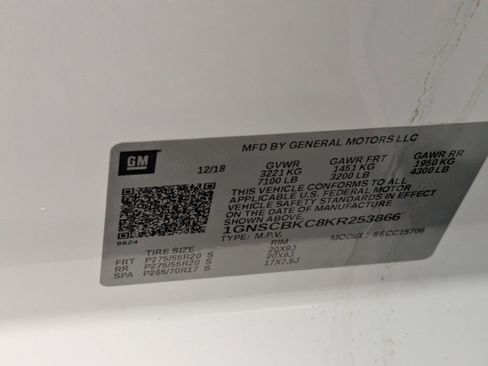 MFD BY GENERAL MOTORS LLC
GM
12/18 GVWR GAWR FRT GAWR RR
3221 KG 1451 KG 1950 KG
7100 LB 3200 LB 4300 LB
THIS VEHICLE CONFORMS TO ALL
APPLICABLE U.S. FEDERAL MOTOR
VEHICLE SAFETY STANDARDS IN EFFECT
ON THE DATE OF MANUFACTURE
SHOWN ABOVE.
1GNSCBKC8KR253866
8624 TYPE: M.P.V. MODEL:
TIRE SIZE RIM
FRT P275/55R20 S 20X9J
RR P275/55R20 S 20X9J
SPA P265/70R17 S 17X7.5J